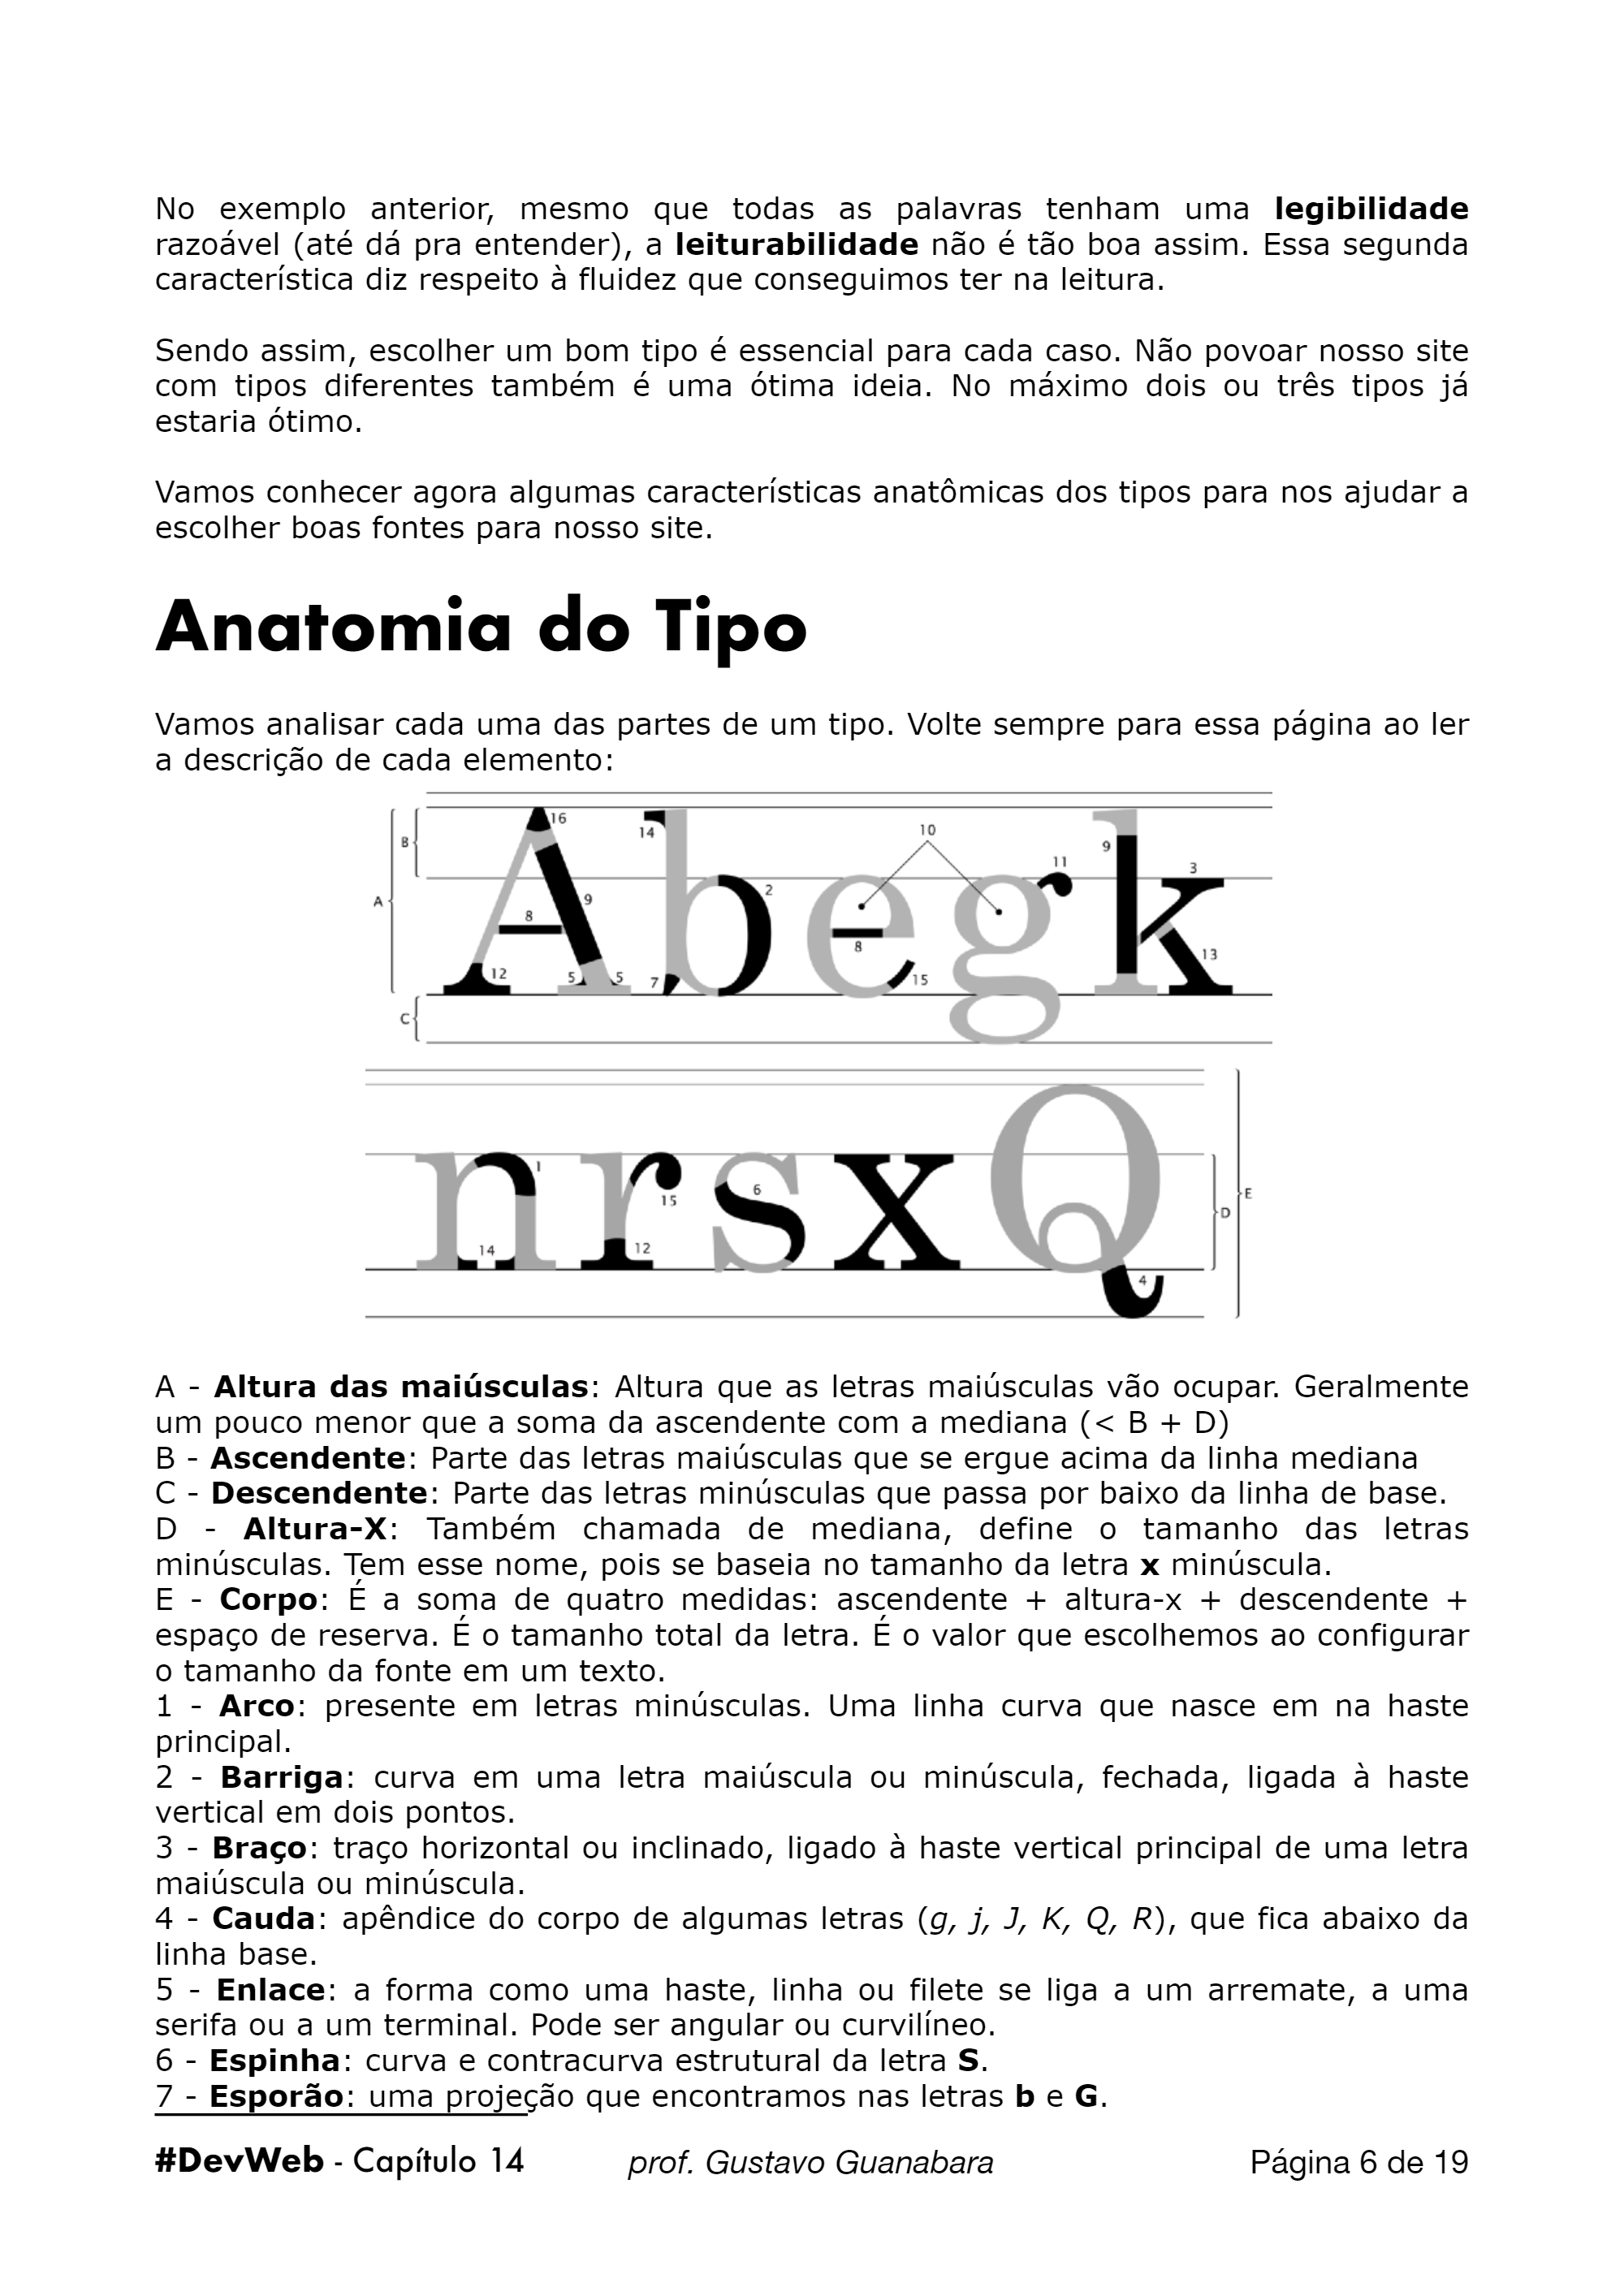 No exemplo anterior, mesmo que todas as palavras tenham uma legibilidade
razoável (até dá pra entender), a leiturabilidade não é tão boa assim. Essa segunda
característica diz respeito à fluidez que conseguimos ter na leitura.
Sendo assim, escolher um bom tipo é essencial para cada caso. Não povoar nosso site
com tipos diferentes também é uma ótima ideia. No máximo dois ou três tipos já
estaria ótimo.
Vamos conhecer agora algumas características anatômicas dos tipos para nos ajudar a
escolher boas fontes para nosso site.
Anatomia do Tipo
Vamos analisar cada uma das partes de um tipo. Volte sempre para essa página ao ler
a descrição de cada elemento:
A B C
A b e g k
16 14 10 11 9 3
2 9 8 8 13
12 5 5 7 15
n r s x Q
1 15 6
14 12 4
D E
A - Altura das maiúsculas: Altura que as letras maiúsculas vão ocupar. Geralmente
um pouco menor que a soma da ascendente com a mediana (< B + D)
B - Ascendente: Parte das letras maiúsculas que se ergue acima da linha mediana
C - Descendente: Parte das letras minúsculas que passa por baixo da linha de base.
D - Altura-X: Também chamada de mediana, define o tamanho das letras
minúsculas. Tem esse nome, pois se baseia no tamanho da letra x minúscula.
E - Corpo: É a soma de quatro medidas: ascendente + altura-x + descendente +
espaço de reserva. É o tamanho total da letra. É o valor que escolhemos ao configurar
o tamanho da fonte em um texto.
1 - Arco: presente em letras minúsculas. Uma linha curva que nasce em na haste
principal.
2 - Barriga: curva em uma letra maiúscula ou minúscula, fechada, ligada à haste
vertical em dois pontos.
3 - Braço: traço horizontal ou inclinado, ligado à haste vertical principal de uma letra
maiúscula ou minúscula.
4 - Cauda: apêndice do corpo de algumas letras (g, j, J, K, Q, R), que fica abaixo da
linha base.
5 - Enlace: a forma como uma haste, linha ou filete se liga a um arremate, a uma
serifa ou a um terminal. Pode ser angular ou curvilíneo.
6 - Espinha: curva e contracurva estrutural da letra S.
7 - Esporão: uma projeção que encontramos nas letras b e G.
#DevWeb - Capítulo 14 prof. Gustavo Guanabara Página 6 de 19